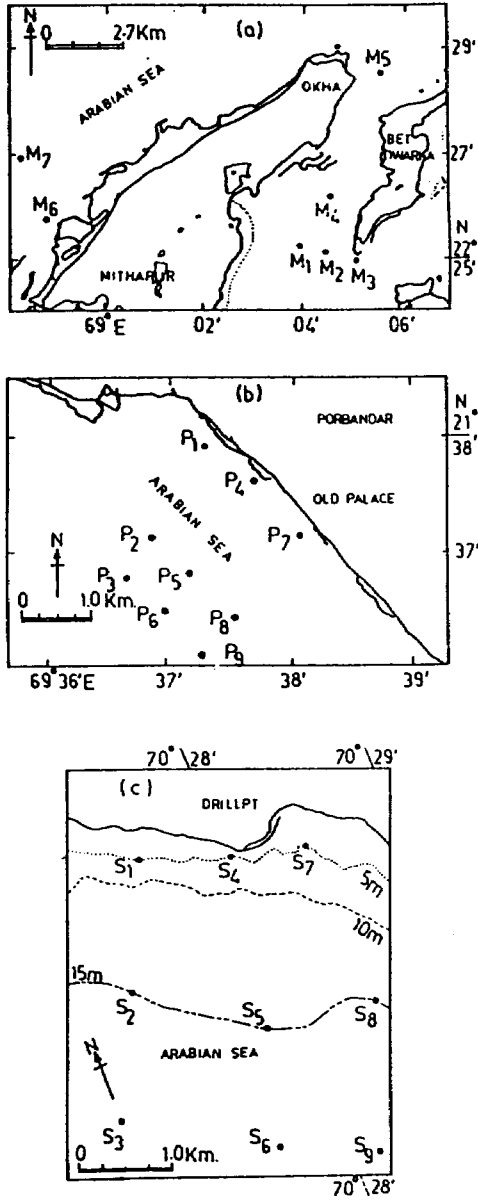 N
(a)
0 2.7Km
ARABIAN SEA
OKHA
M5
29'
27'
BET
DWARKA
M7
M6
M4
M1 M2 M3
N
22°
25'
MITHAPUR
69°E 02' 04' 06'
(b)
PORBANDAR
N
21°
38'
P1
P4
ARABIAN
SEA
OLD PALACE
P2
P7
37'
N
P3 P5
0 1.0 Km.
P6 P8
P9
69°36'E 37' 38' 39'
70°\28' 70°\29'
(c)
DRILLPT
S1 S4 S7
5m
10m
15m
S2 S5 S8
ARABIAN SEA
N
S3 S6 S9
0 1.0Km.
70°\28'